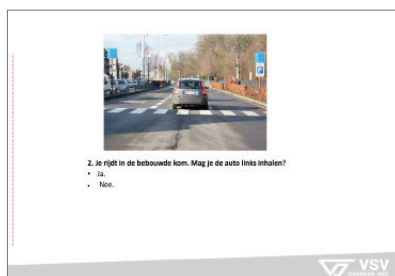 P
2. Je rijdt in de bebouwde kom. Mag je de auto links inhalen?
• Ja.
• Nee.
VSV